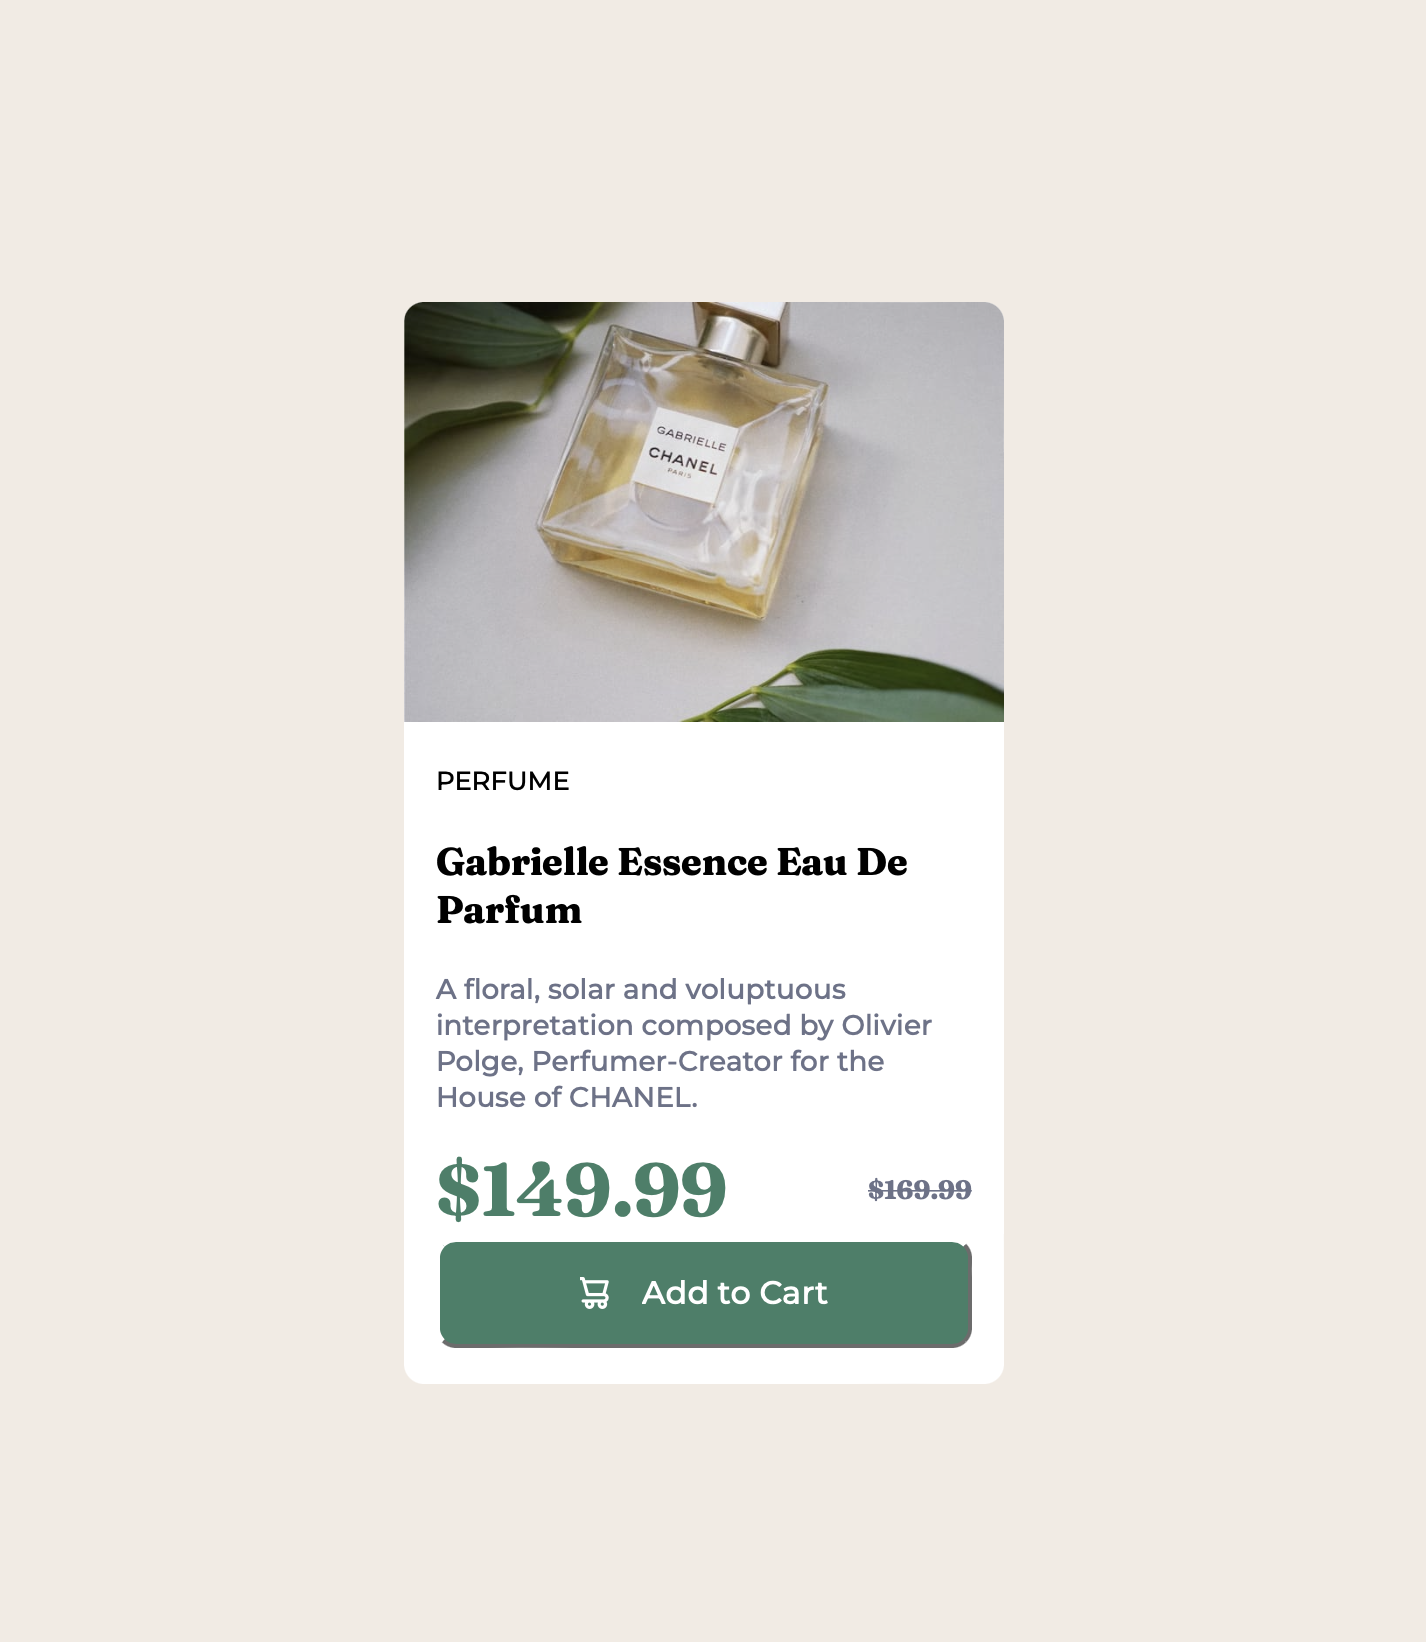 GABRIELLE
CHANEL
PARIS
PERFUME
Gabrielle Essence Eau De
Parfum
A floral, solar and voluptuous
interpretation composed by Olivier
Polge, Perfumer-Creator for the
House of CHANEL.
$149.99 $169.99
Add to Cart